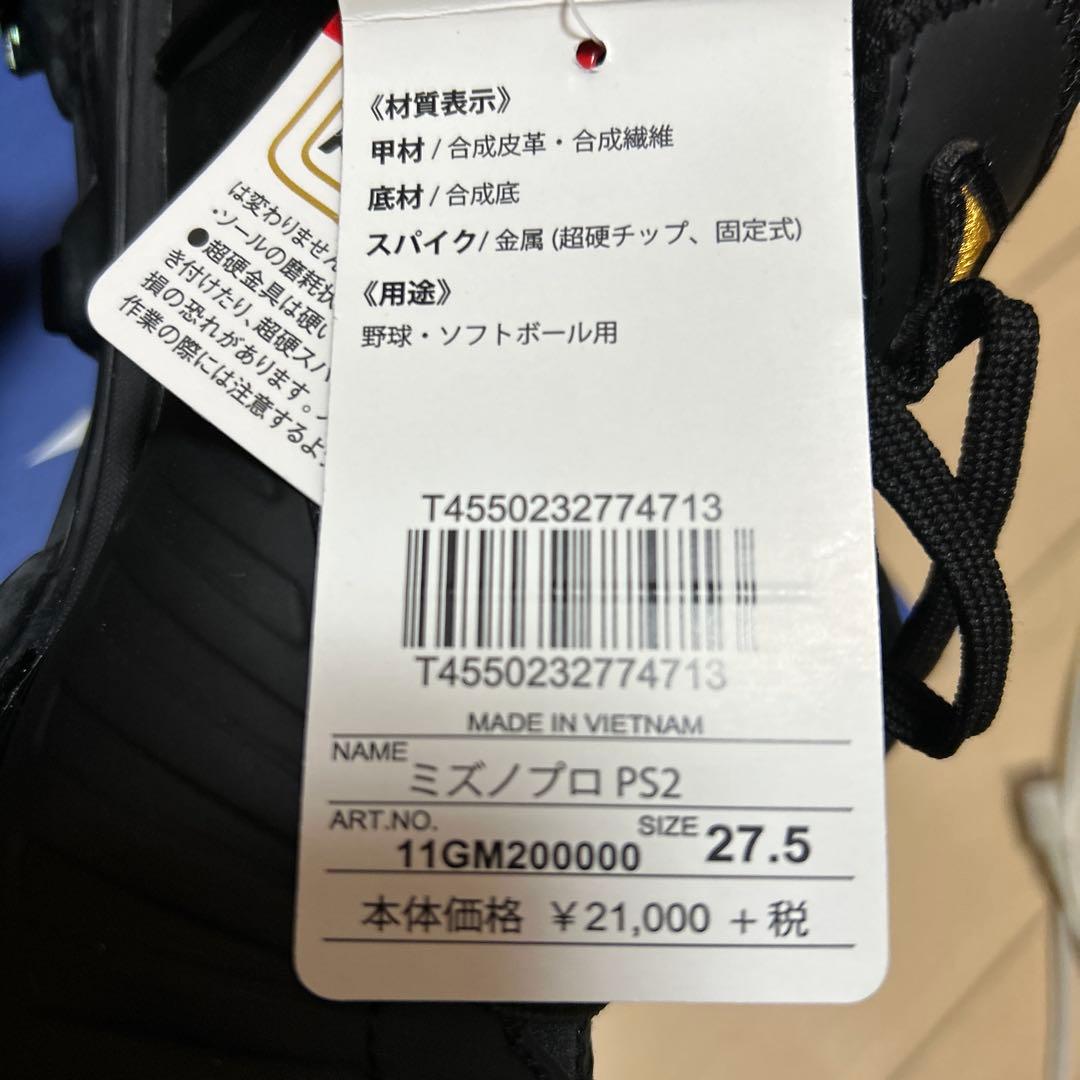 《材質表示》
甲材 / 合成皮革・合成繊維
底材 / 合成底
スパイク/ 金属 (超硬チップ、固定式)
《用途》
野球・ソフトボール用
T4550232774713
T4550232774713
MADE IN VIETNAM
NAME ミズノプロ PS2
ART.NO. 11GM200000 SIZE 27.5
本体価格 ¥21,000 +税
は変わりません
・ソールの磨耗状
●超硬金具は硬い
き付けたり、超硬スパ
損の恐れがあります。
作業の際には注意するよう